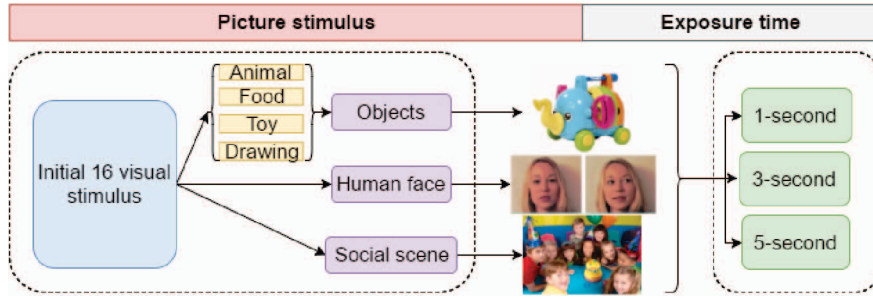 Picture stimulus
Exposure time
Initial 16 visual
stimulus
Animal
Food
Toy
Drawing
Objects
Human face
Social scene
1-second
3-second
5-second